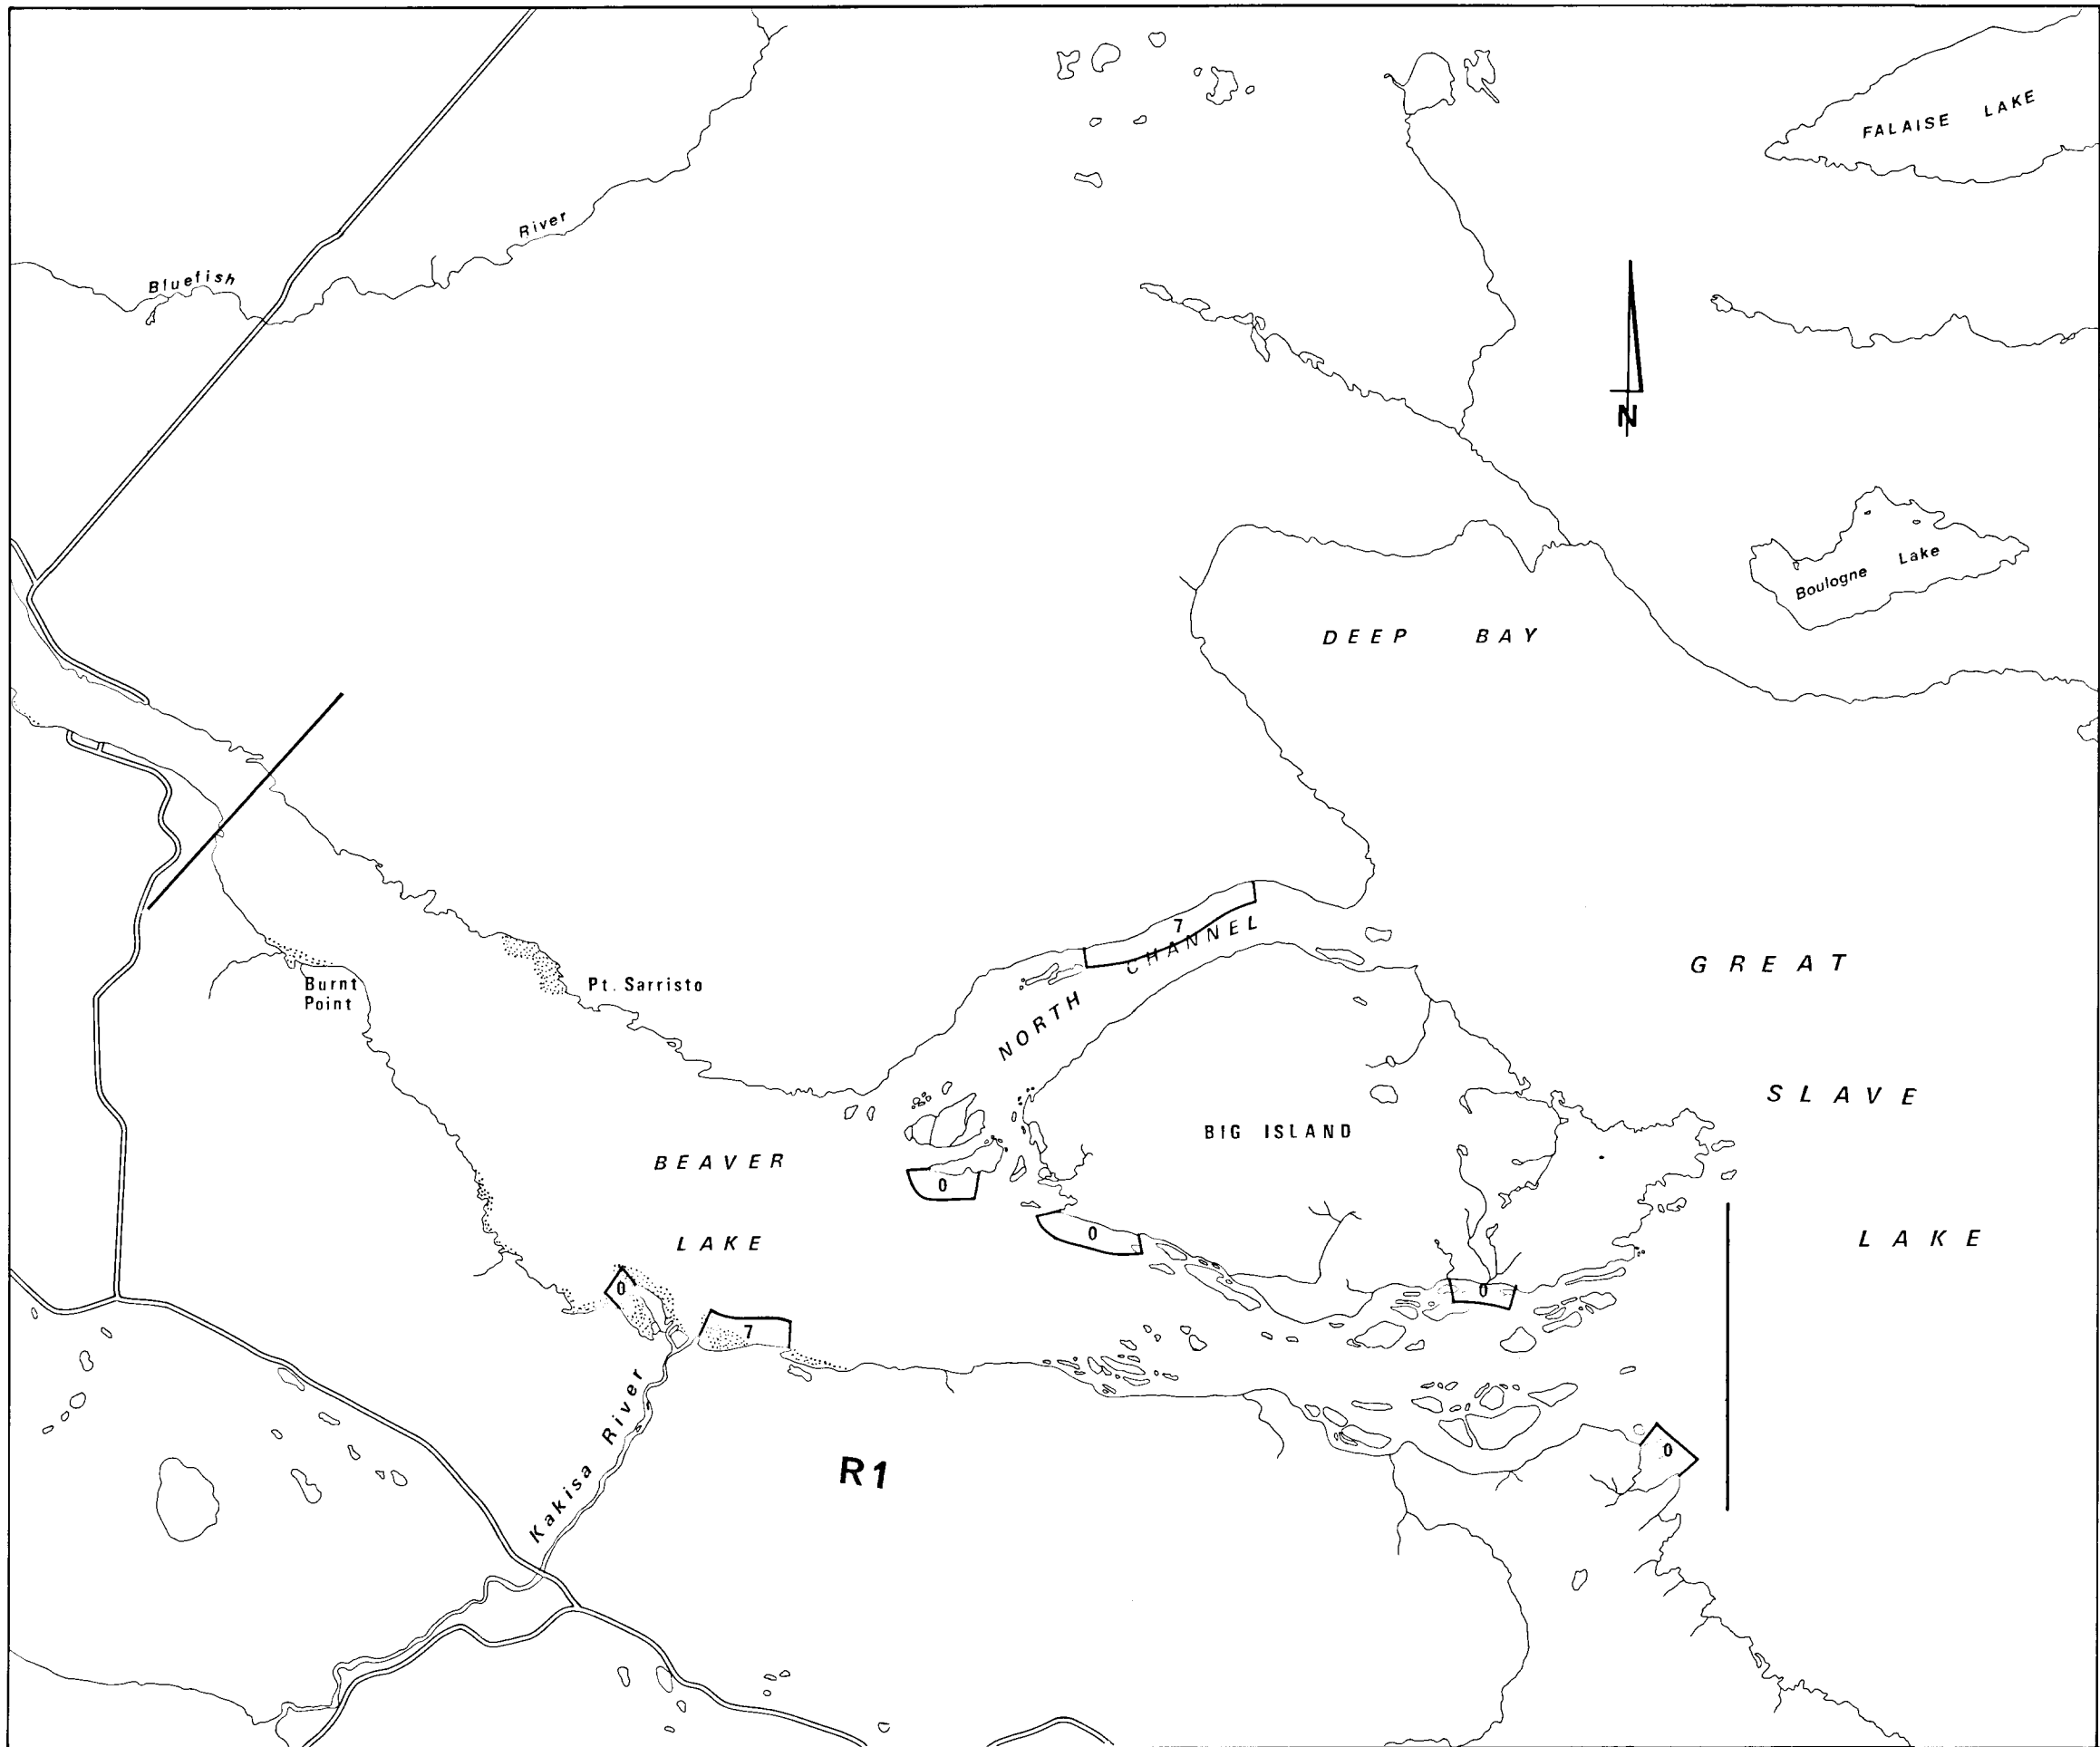 FALAISE LAKE
River
Bluefish
N
Boulogne Lake
DEEP BAY
7
CHANNEL
GREAT
Burnt
Point
Pt. Sarristo
NORTH
SLAVE
BIG ISLAND
BEAVER
0
LAKE
0
LAKE
0
0
7
Kakisa River
0
R1